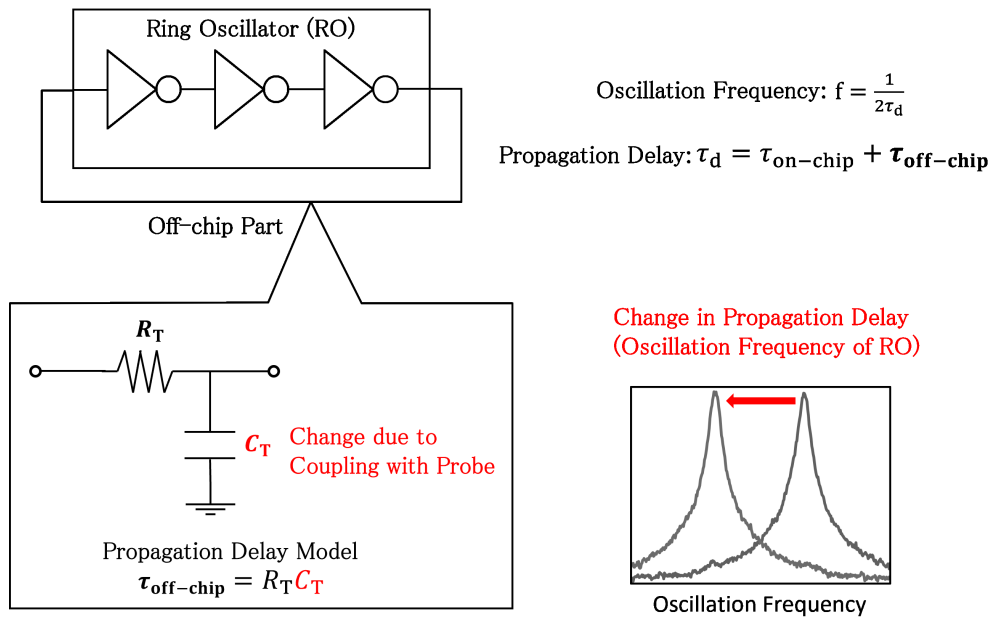 Ring Oscillator (RO)
Oscillation Frequency: f = 1/2τd
Propagation Delay: τd = τon−chip + τoff−chip
Off-chip Part
RT
CT
Change due to
Coupling with Probe
Propagation Delay Model
τoff−chip = RTCT
Change in Propagation Delay
(Oscillation Frequency of RO)
Oscillation Frequency